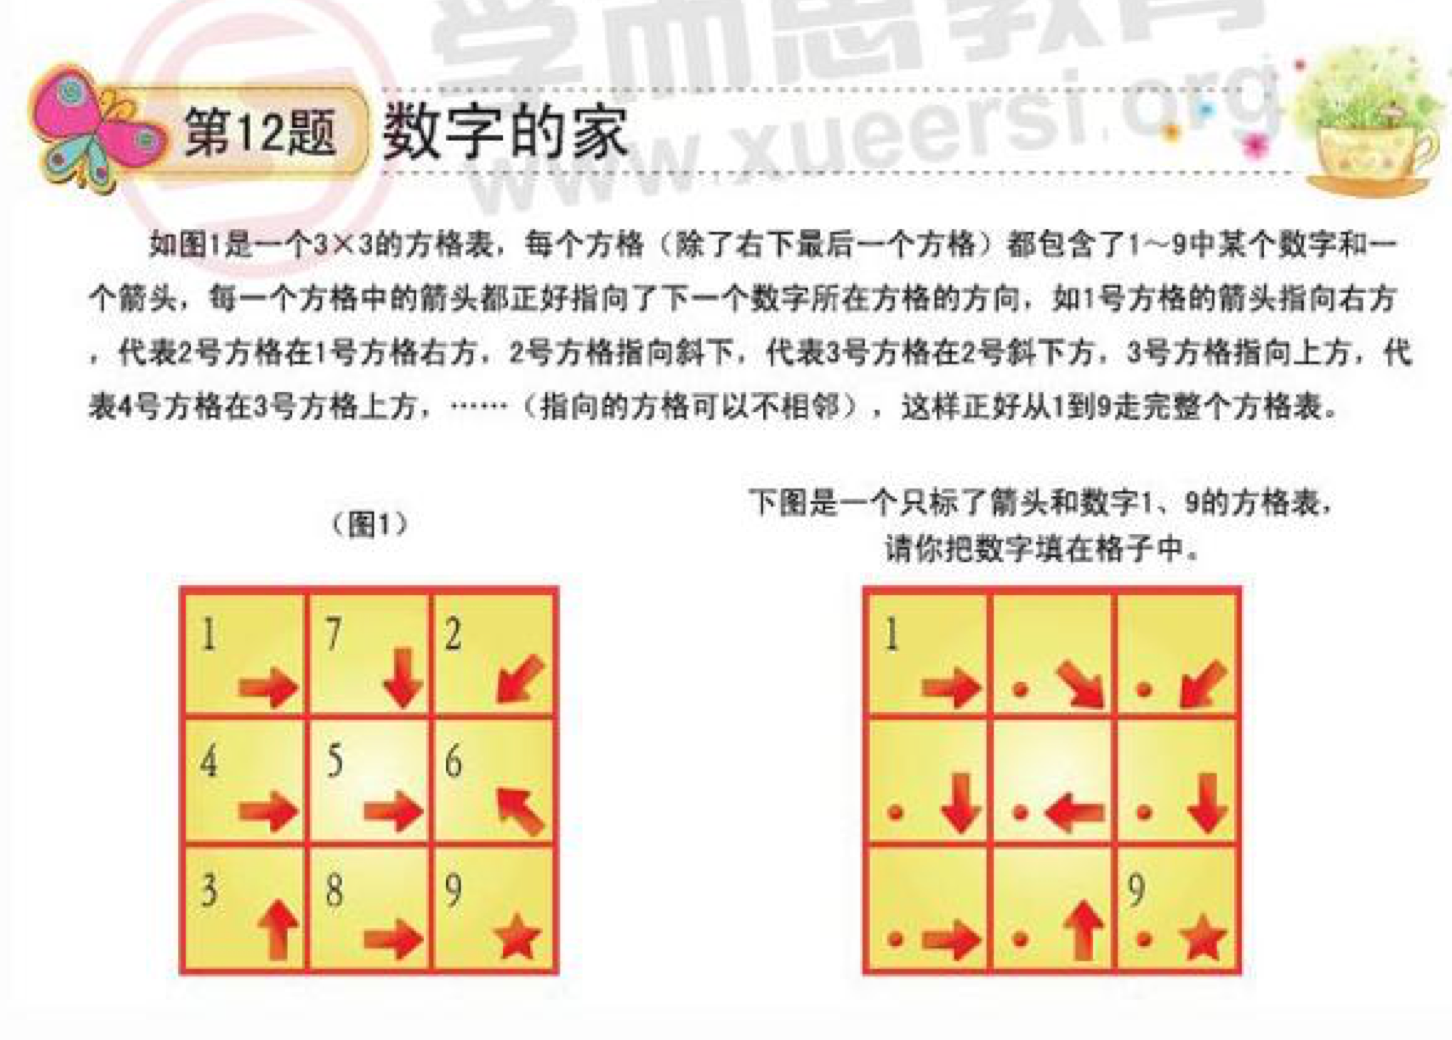 学而思教育
www.xueersi.org
第12题 数字的家
如图1是一个3×3的方格表，每个方格（除了右下最后一个方格）都包含了1～9中某个数字和一
个箭头，每一个方格中的箭头都正好指向了下一个数字所在方格的方向，如1号方格的箭头指向右方
，代表2号方格在1号方格右方，2号方格指向斜下，代表3号方格在2号斜下方，3号方格指向上方，代
表4号方格在3号方格上方，……（指向的方格可以不相邻），这样正好从1到9走完整个方格表。
（图1）
下图是一个只标了箭头和数字1、9的方格表，
请你把数字填在格子中。
1 7 2
4 5 6
3 8 9
1
9